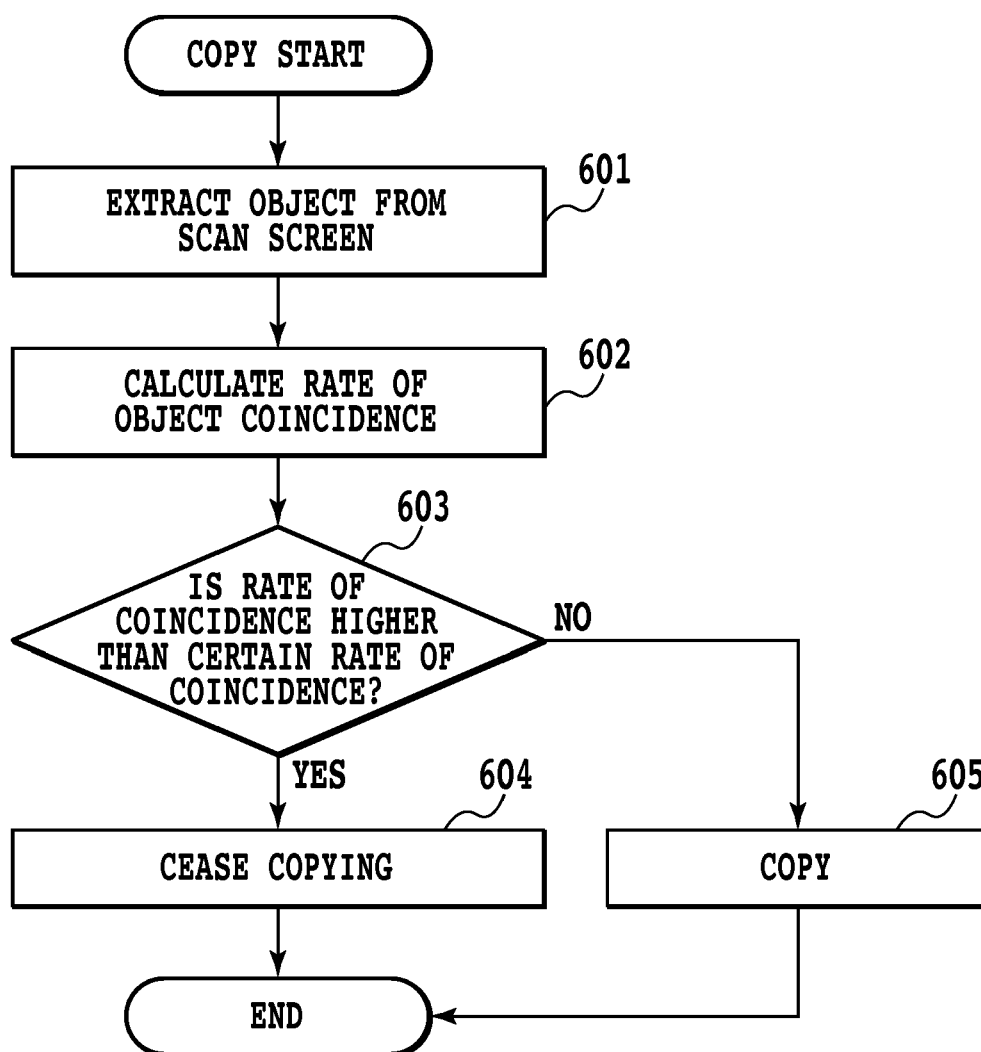 COPY START
601
EXTRACT OBJECT FROM
SCAN SCREEN
602
CALCULATE RATE OF
OBJECT COINCIDENCE
603
IS RATE OF
COINCIDENCE HIGHER
THAN CERTAIN RATE OF
COINCIDENCE?
NO
YES
604
CEASE COPYING
605
COPY
END